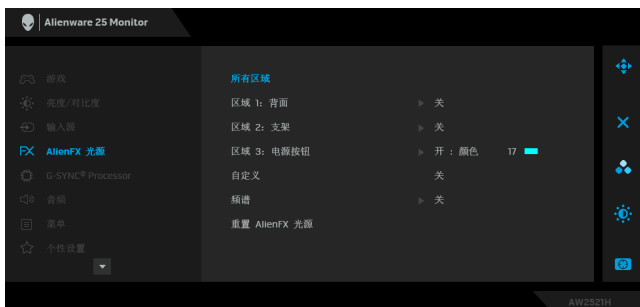 Alienware 25 Monitor
游戏
亮度/对比度
输入源
AlienFX 光源
G-SYNC® Processor
音频
菜单
个性设置
所有区域
区域 1: 背面 关
区域 2: 支架 关
区域 3: 电源按钮 开 : 颜色 17
自定义 关
频谱 关
重置 AlienFX 光源
AW2521H